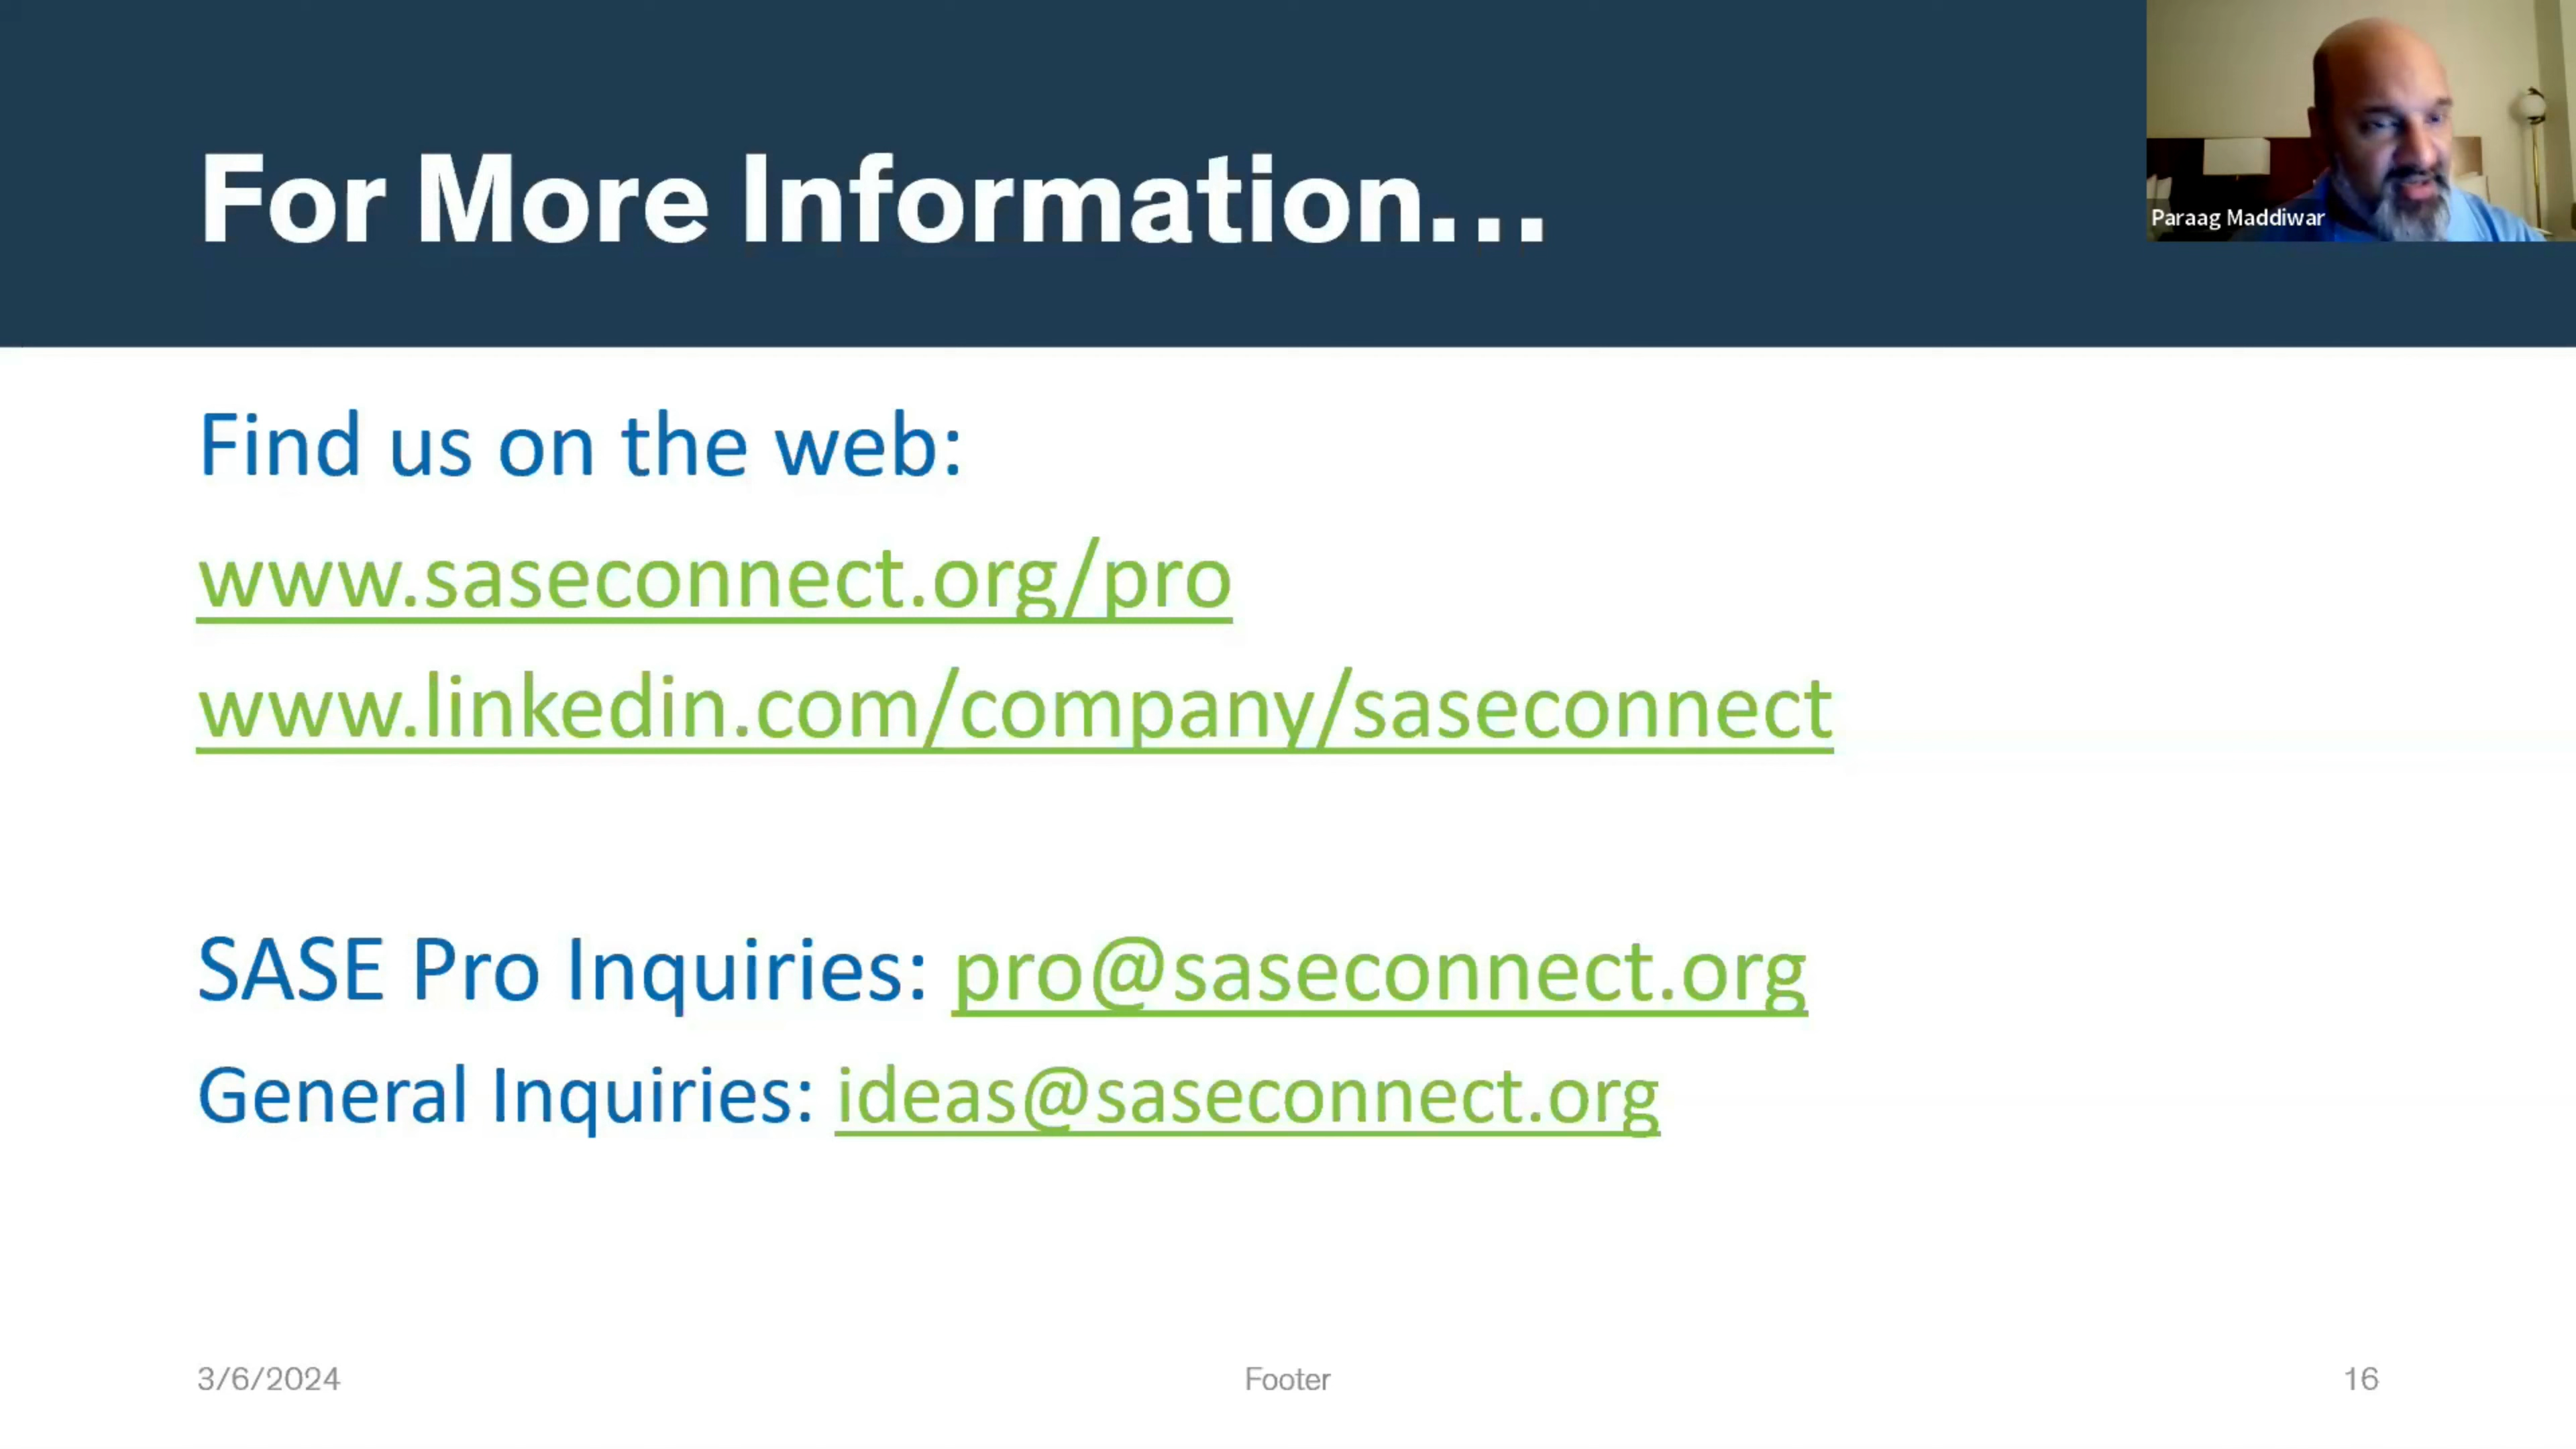 For More Information...
Paraag Maddiwar
Find us on the web:
www.saseconnect.org/pro
www.linkedin.com/company/saseconnect
SASE Pro Inquiries: pro@saseconnect.org
General Inquiries: ideas@saseconnect.org
3/6/2024
Footer
16